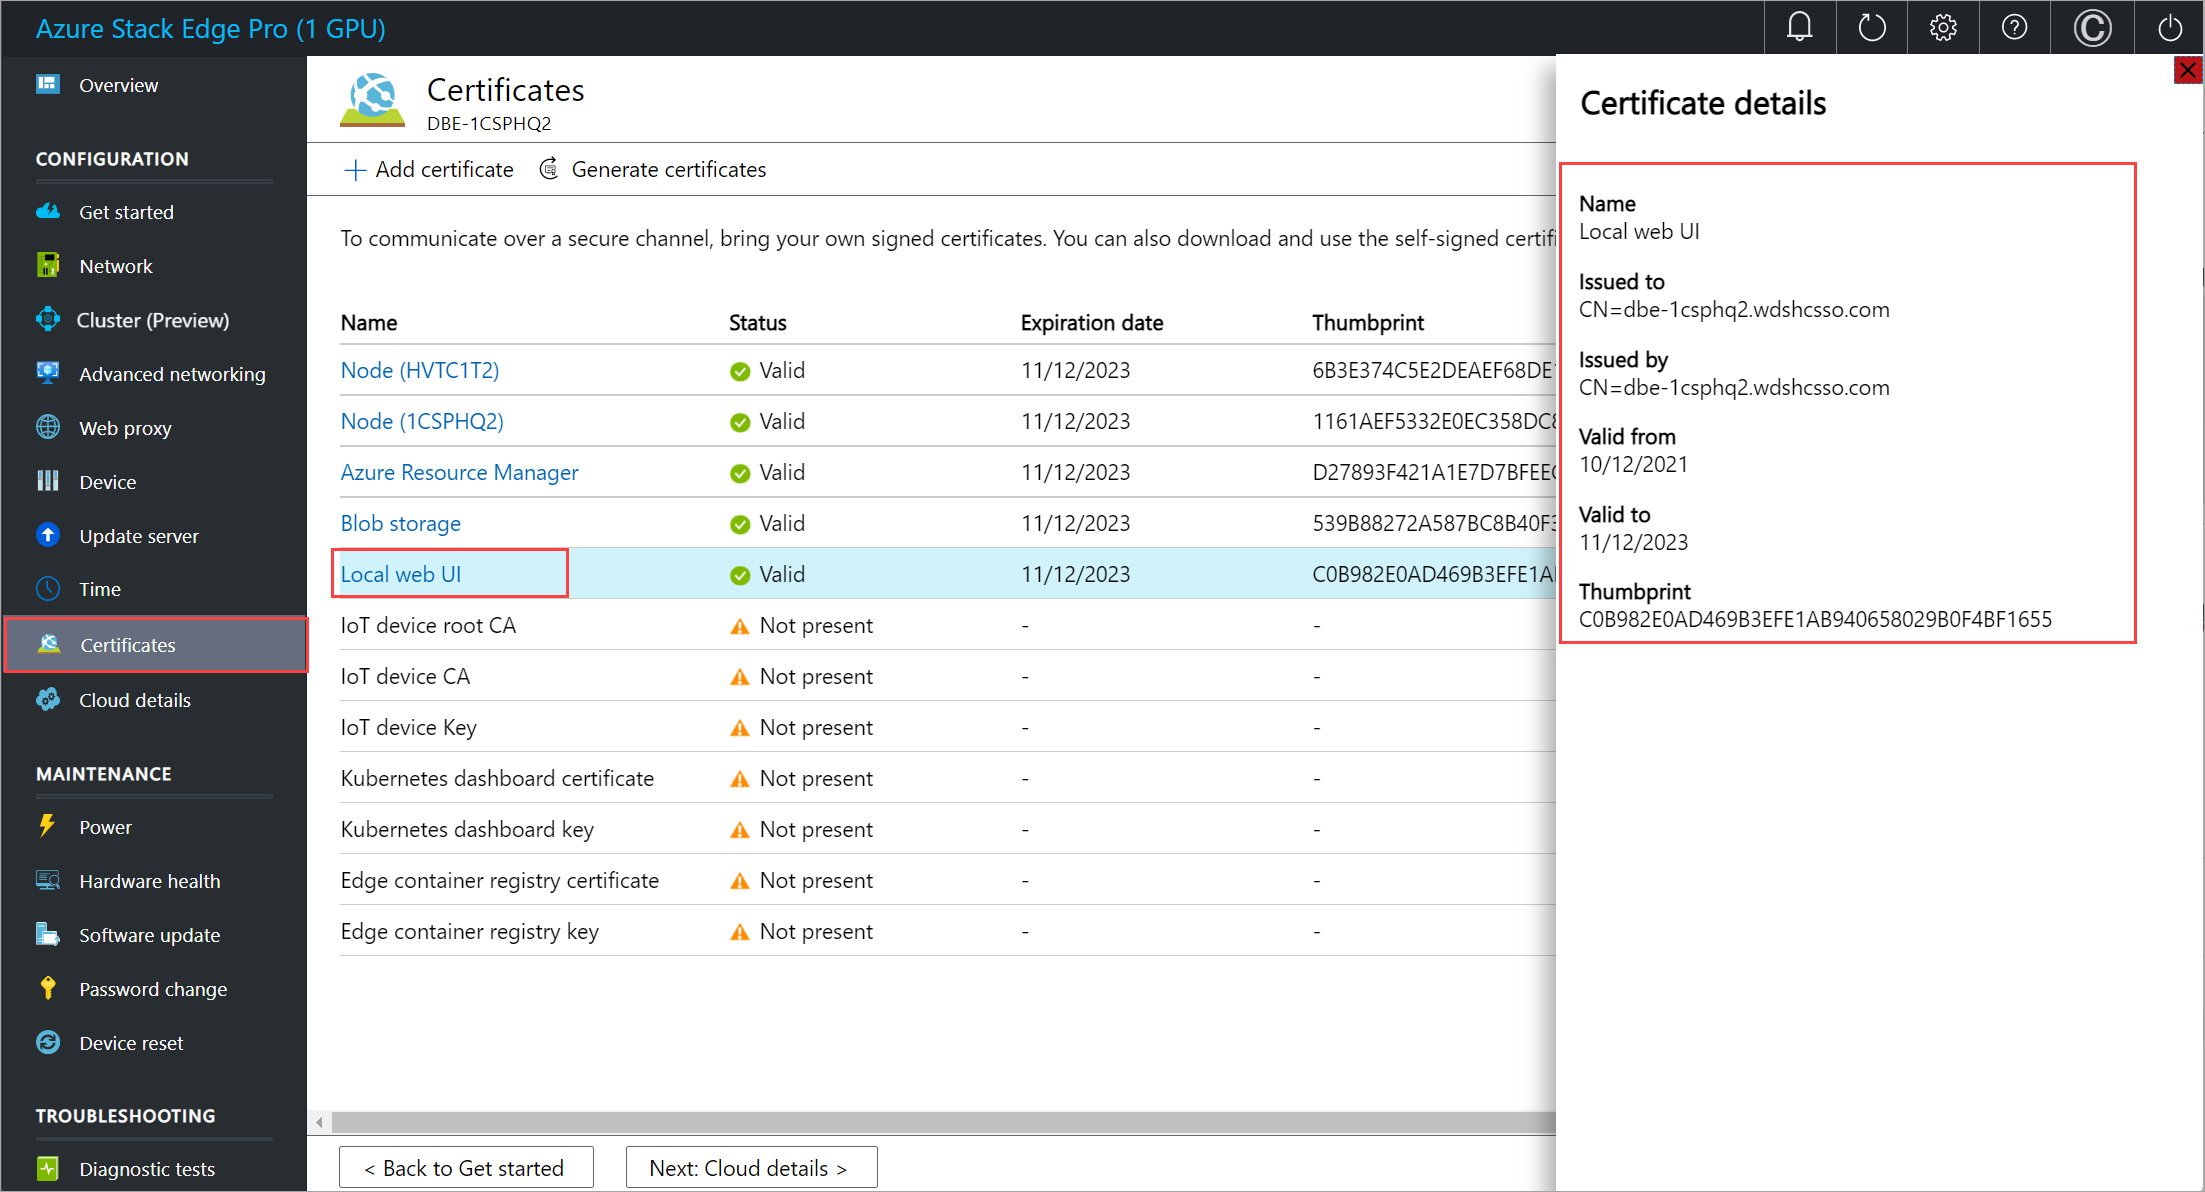 Azure Stack Edge Pro (1 GPU)
Overview
CONFIGURATION
Get started
Network
Cluster (Preview)
Advanced networking
Web proxy
Device
Update server
Time
Certificates
Cloud details
MAINTENANCE
Power
Hardware health
Software update
Password change
Device reset
TROUBLESHOOTING
Diagnostic tests
Certificates
DBE-1CSPHQ2
Add certificate Generate certificates
To communicate over a secure channel, bring your own signed certificates. You can also download and use the self-signed certifi
Name Status Expiration date Thumbprint
Node (HVTC1T2) Valid 11/12/2023 6B3E374C5E2DEAEF68DE
Node (1CSPHQ2) Valid 11/12/2023 1161AEF5332E0EC358DC
Azure Resource Manager Valid 11/12/2023 D27893F421A1E7D7BFEE
Blob storage Valid 11/12/2023 539B88272A587BC8B40F
Local web UI Valid 11/12/2023 C0B982E0AD469B3EFE1A
IoT device root CA Not present - -
IoT device CA Not present - -
IoT device Key Not present - -
Kubernetes dashboard certificate Not present - -
Kubernetes dashboard key Not present - -
Edge container registry certificate Not present - -
Edge container registry key Not present - -
< Back to Get started Next: Cloud details >
Certificate details
Name
Local web UI
Issued to
CN=dbe-1csphq2.wdshcsso.com
Issued by
CN=dbe-1csphq2.wdshcsso.com
Valid from
10/12/2021
Valid to
11/12/2023
Thumbprint
C0B982E0AD469B3EFE1AB940658029B0F4BF1655